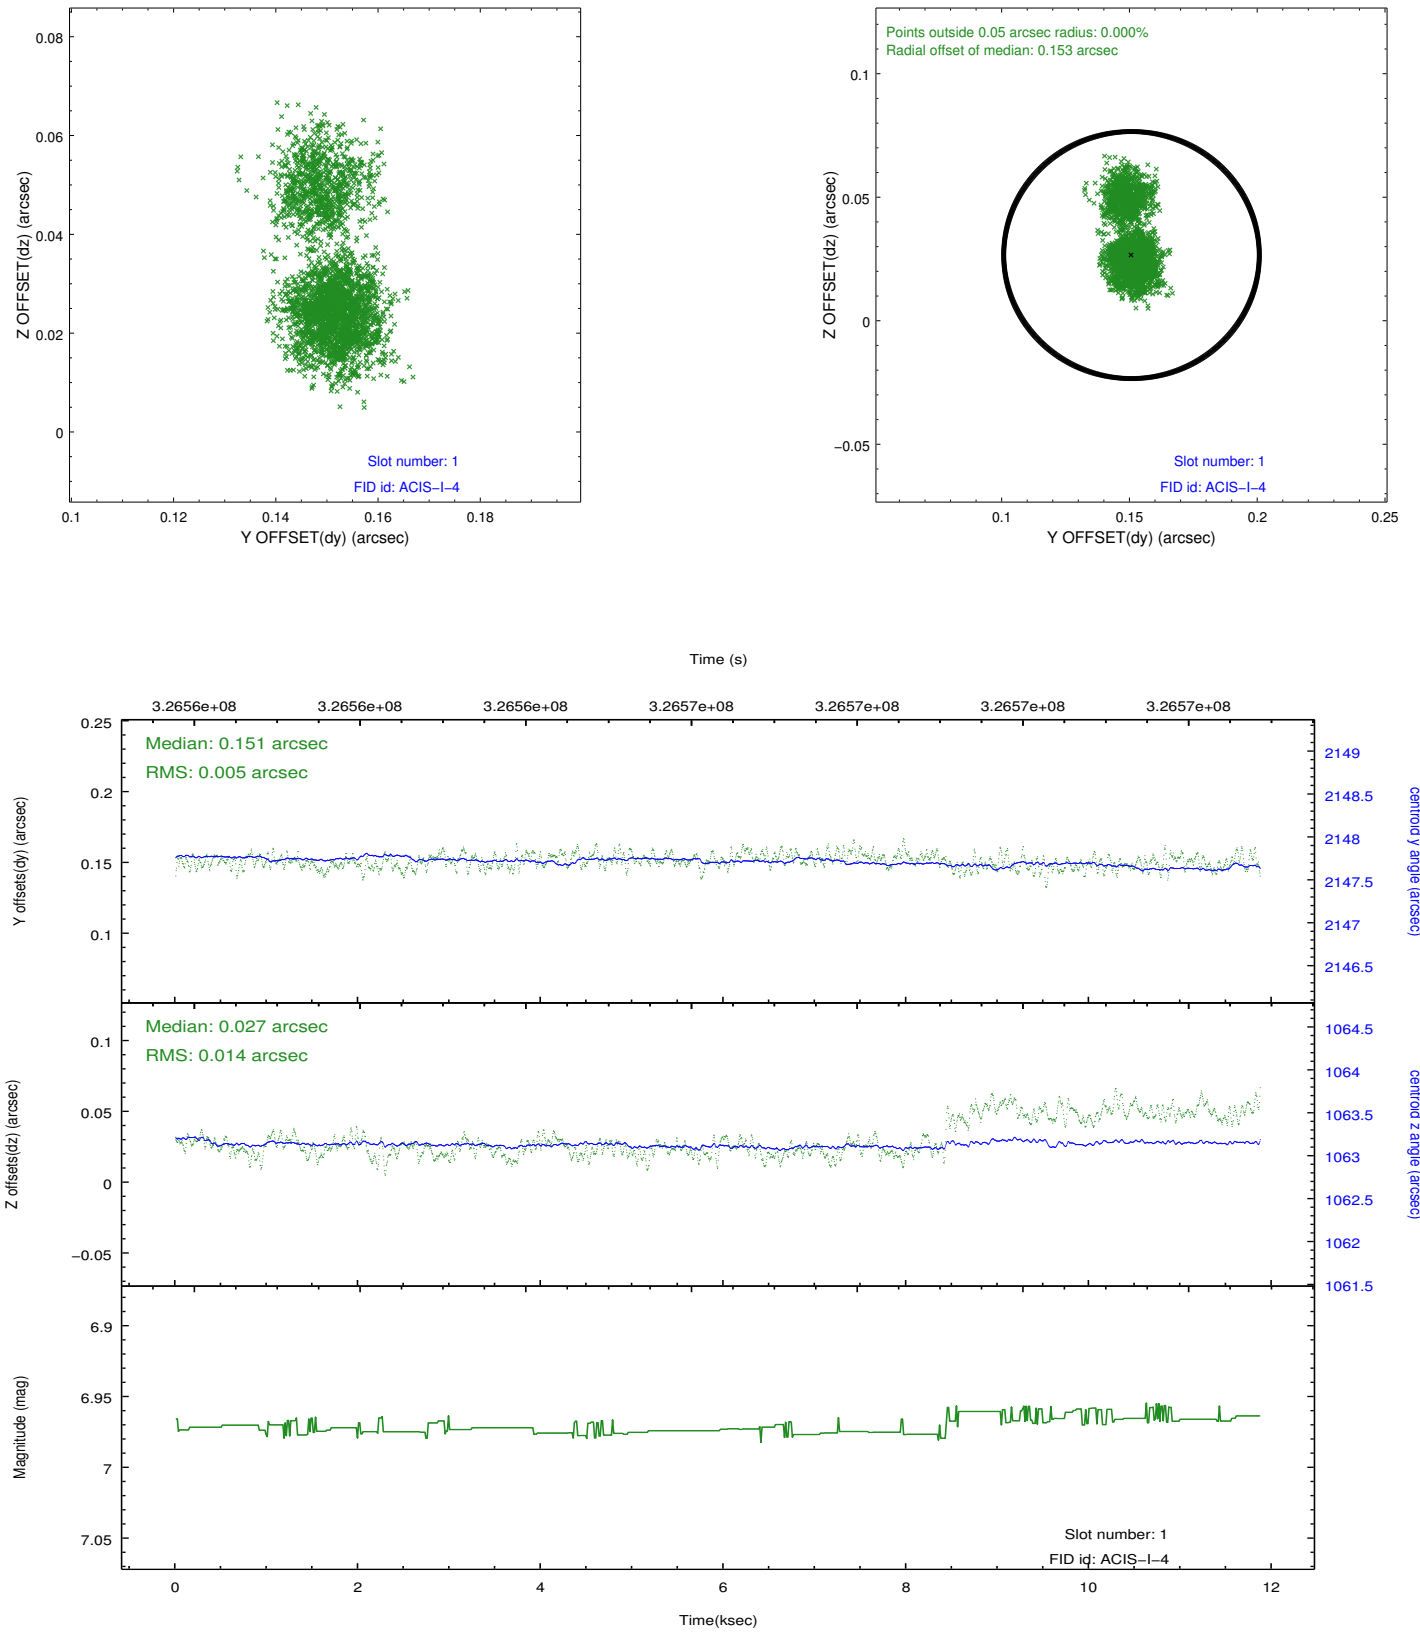 0.08
0.06
0.04
0.02
0
Z OFFSET(dz) (arcsec)
0.1 0.12 0.14 0.16 0.18
Y OFFSET(dy) (arcsec)
Slot number: 1
FID id: ACIS−I−4
Points outside 0.05 arcsec radius: 0.000%
Radial offset of median: 0.153 arcsec
0.1
0.05
0
−0.05
Z OFFSET(dz) (arcsec)
0.1 0.15 0.2 0.25
Y OFFSET(dy) (arcsec)
Slot number: 1
FID id: ACIS−I−4
Time (s)
3.2656e+08 3.2656e+08 3.2656e+08 3.2657e+08 3.2657e+08 3.2657e+08 3.2657e+08
Median: 0.151 arcsec
RMS: 0.005 arcsec
0.25
0.2
0.15
0.1
Y offsets(dy) (arcsec)
2149
2148.5
2148
2147.5
2147
2146.5
centroid y angle (arcsec)
Median: 0.027 arcsec
RMS: 0.014 arcsec
0.1
0.05
0
−0.05
Z offsets(dz) (arcsec)
1064.5
1064
1063.5
1063
1062.5
1062
1061.5
centroid z angle (arcsec)
6.9
6.95
7
7.05
Magnitude (mag)
Slot number: 1
FID id: ACIS−I−4
0 2 4 6 8 10 12
Time(ksec)